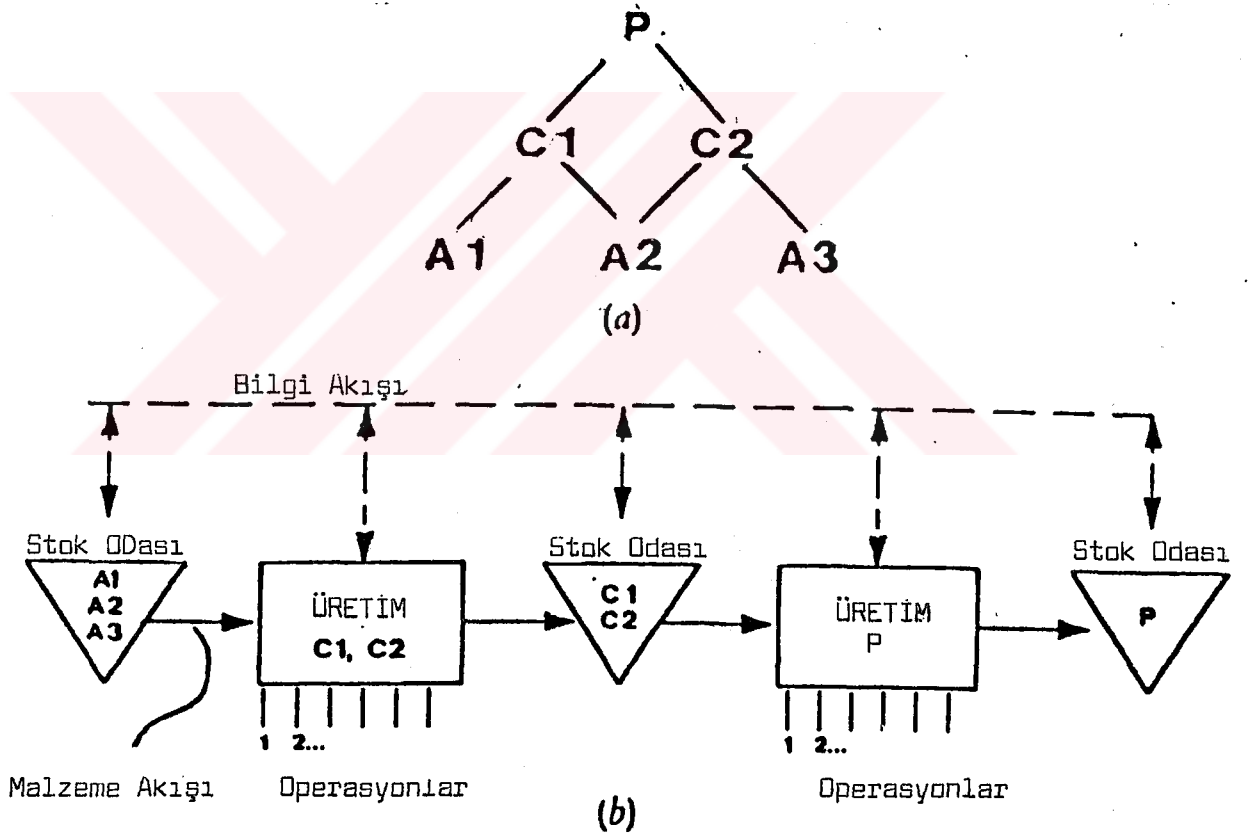 P
C1 C2
A1 A2 A3
(a)
Bilgi Akışı
Stok ODası
A1
A2
A3
ÜRETİM
C1, C2
1 2...
Stok Odası
C1
C2
ÜRETİM
P
1 2...
Stok Odası
P
Malzeme Akışı
Operasyonlar
Operasyonlar
(b)